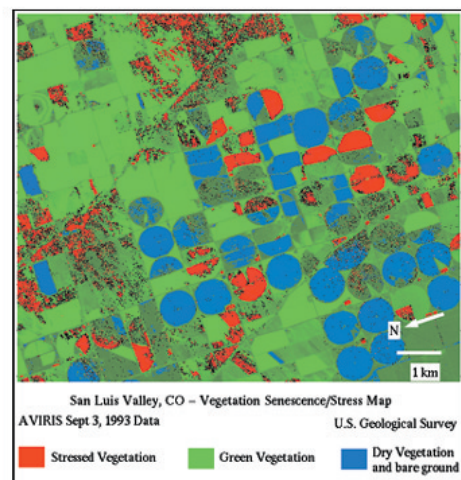 N
1 km
San Luis Valley, CO – Vegetation Senescence/Stress Map
AVIRIS Sept 3, 1993 Data
U.S. Geological Survey
Stressed Vegetation
Green Vegetation
Dry Vegetation
and bare ground